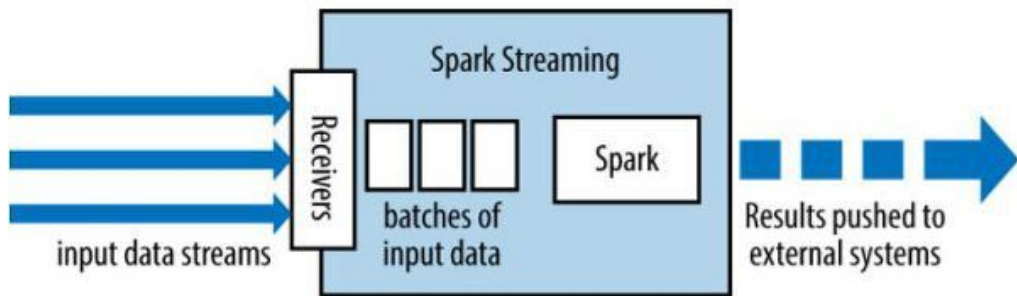 Spark Streaming
Receivers
Spark
batches of
input data
input data streams
Results pushed to
external systems